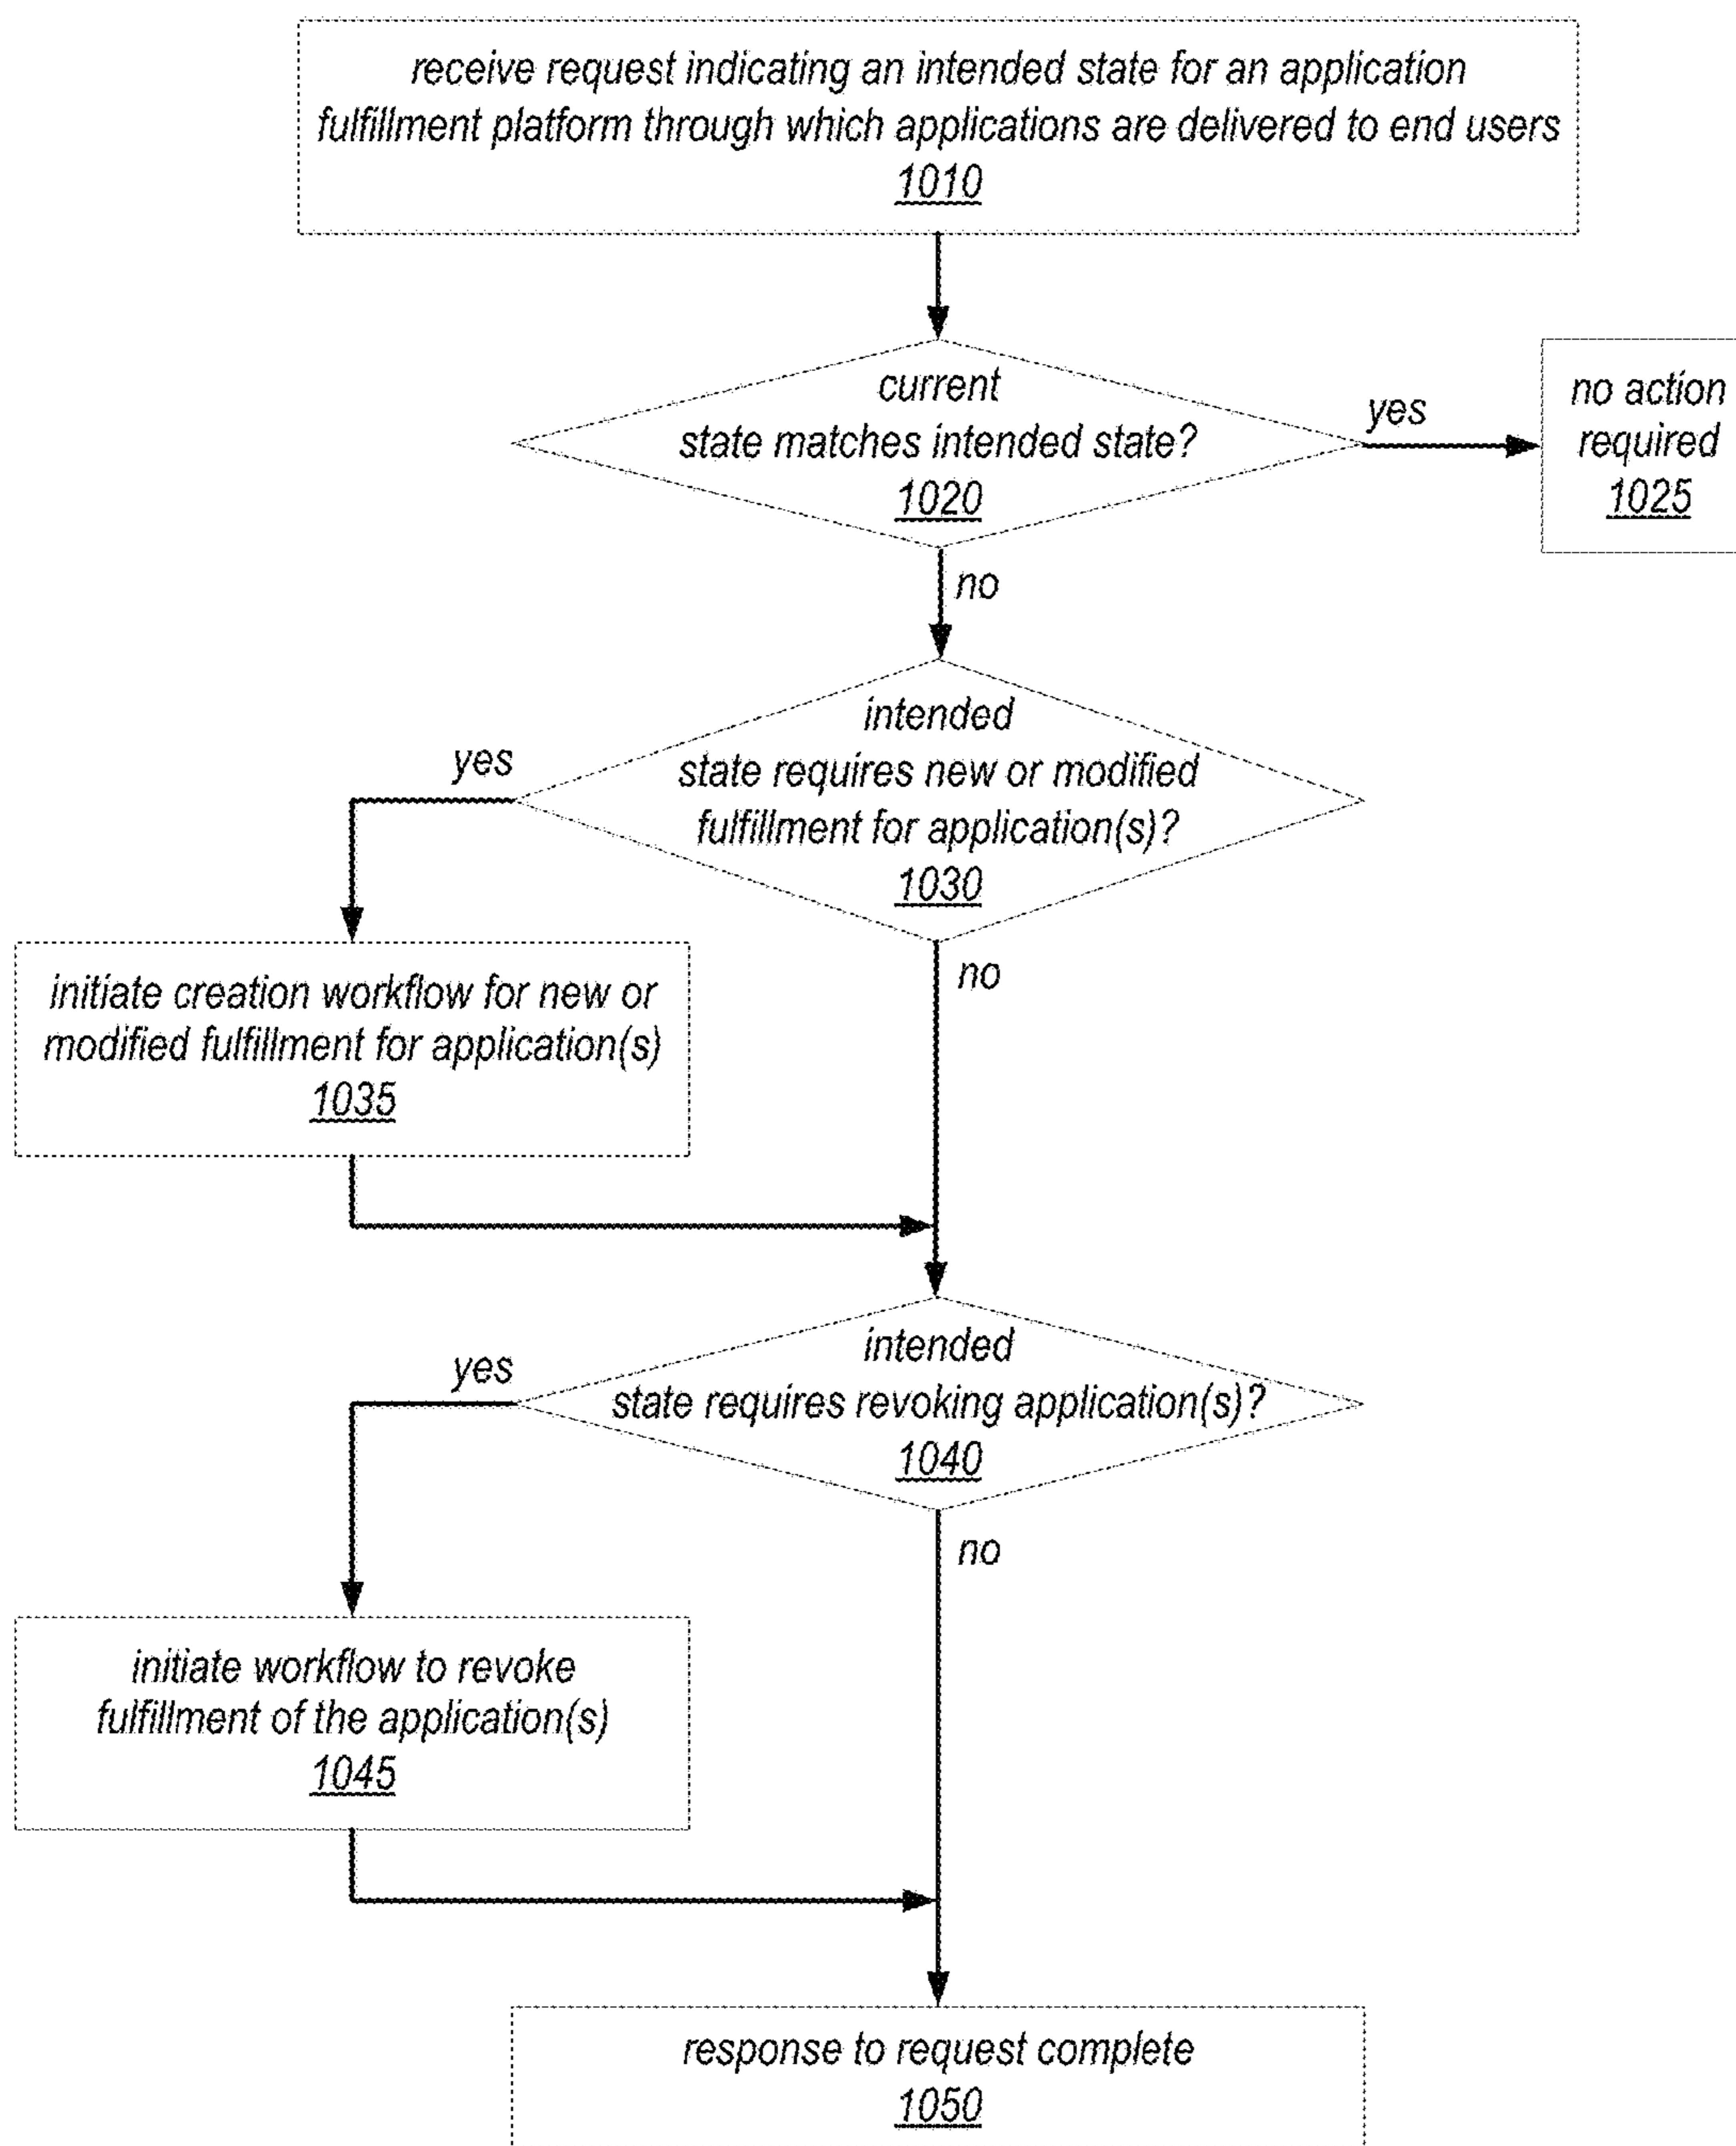 receive request indicating an intended state for an application
fulfillment platform through which applications are delivered to end users
1010
current
state matches intended state?
1020
yes
no action
required
1025
no
intended
state requires new or modified
fulfillment for application(s)?
1030
yes
initiate creation workflow for new or
modified fulfillment for application(s)
1035
no
intended
state requires revoking application(s)?
1040
yes
no
initiate workflow to revoke
fulfillment of the application(s)
1045
response to request complete
1050